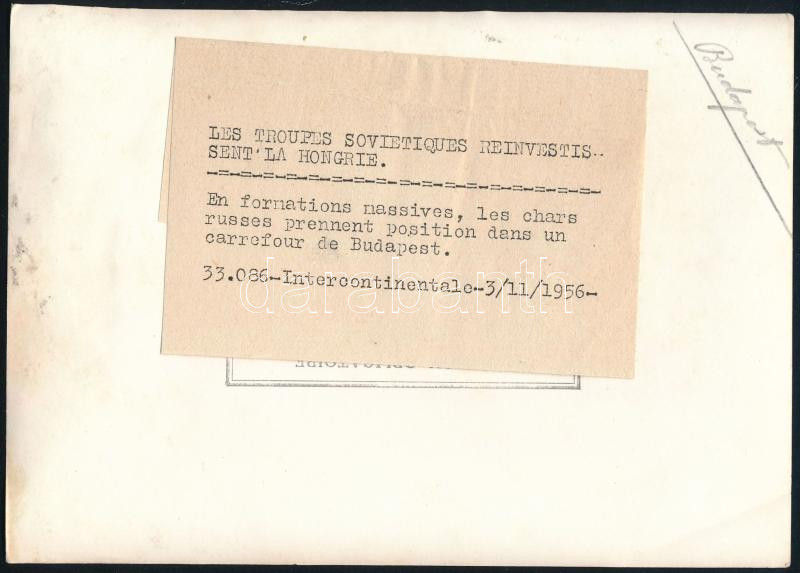 Budapest
LES TROUPES SOVIETIQUES REINVESTIS--
SENT'LA HONGRIE.
En formations massives, les chars
russes prennent position dans un
carrefour de Budapest.
33.086-Intercontinentale-3/11/1956-
darabanth
OBLIGATOIRE